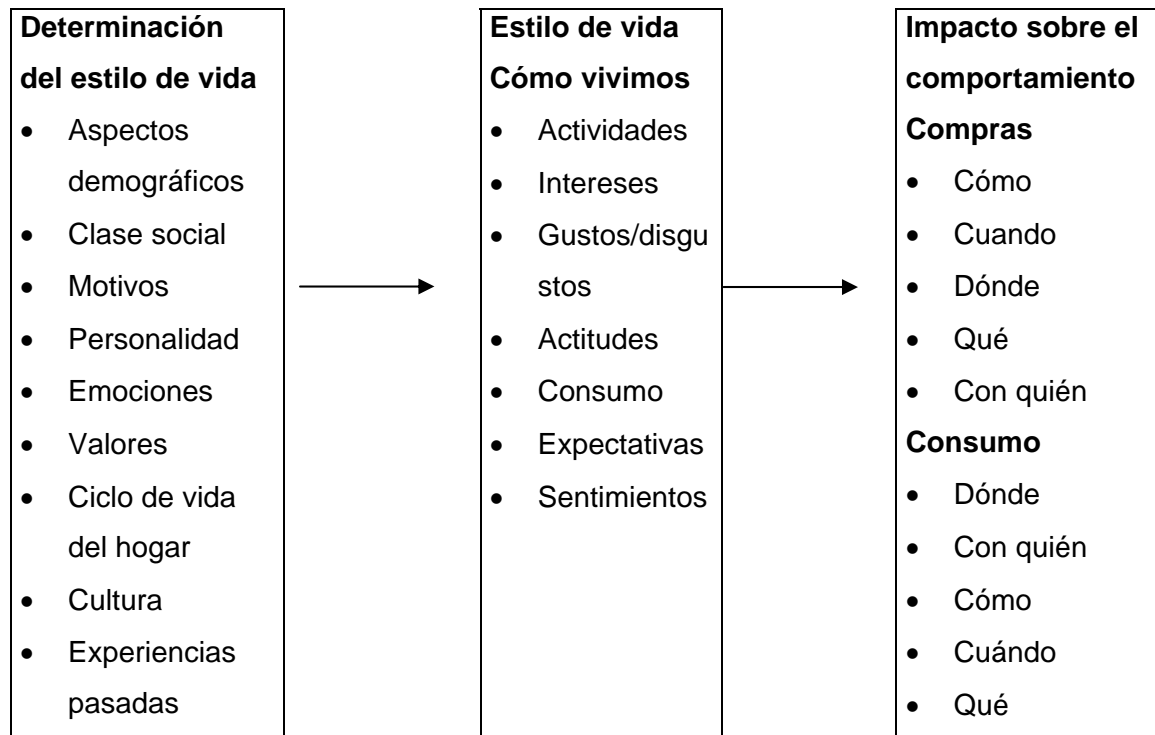 Determinación
del estilo de vida
• Aspectos
demográficos
• Clase social
• Motivos
• Personalidad
• Emociones
• Valores
• Ciclo de vida
del hogar
• Cultura
• Experiencias
pasadas
Estilo de vida
Cómo vivimos
• Actividades
• Intereses
• Gustos/disgu
stos
• Actitudes
• Consumo
• Expectativas
• Sentimientos
Impacto sobre el
comportamiento
Compras
• Cómo
• Cuando
• Dónde
• Qué
• Con quién
Consumo
• Dónde
• Con quién
• Cómo
• Cuándo
• Qué